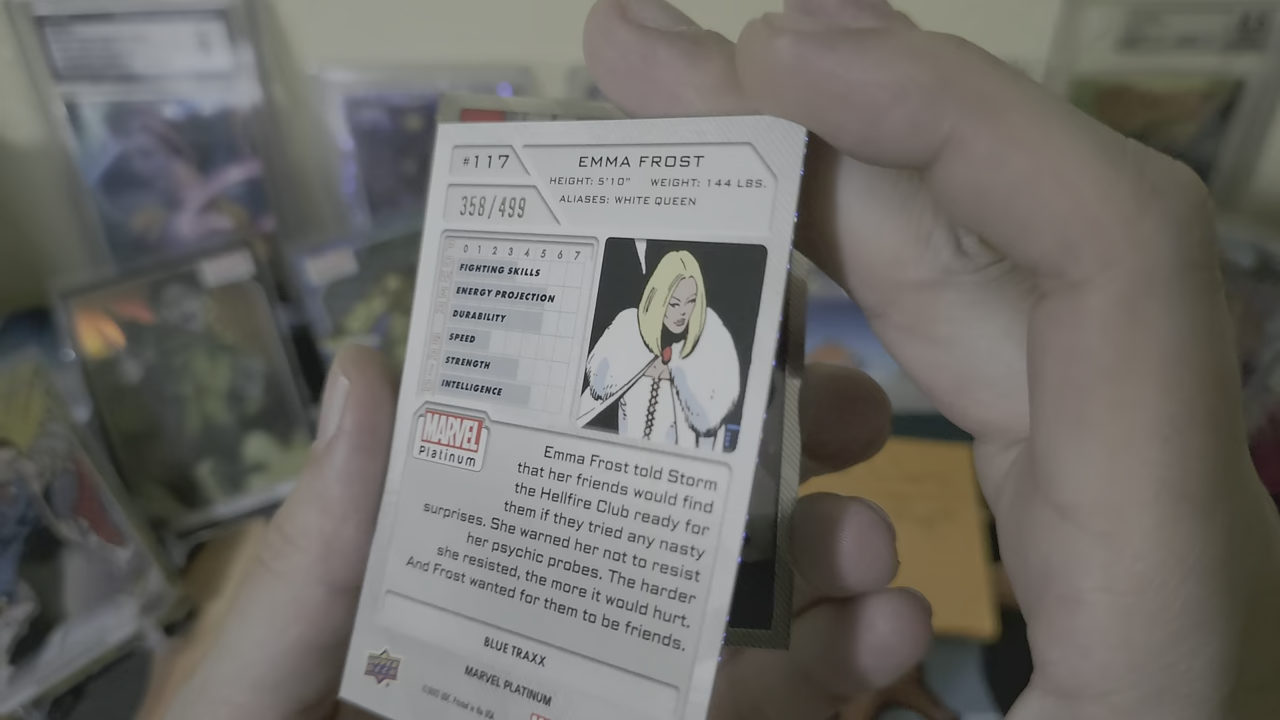 #117
EMMA FROST
HEIGHT: 5'10" WEIGHT: 144 LBS.
ALIASES: WHITE QUEEN
358/499
0 1 2 3 4 5 6 7
FIGHTING SKILLS
ENERGY PROJECTION
DURABILITY
SPEED
STRENGTH
INTELLIGENCE
MARVEL
Platinum
Emma Frost told Storm
that her friends would find
the Hellfire Club ready for
them if they tried any nasty
surprises. She warned her not to resist
her psychic probes. The harder
she resisted, the more it would hurt.
And Frost wanted for them to be friends.
BLUE TRAXX
MARVEL PLATINUM